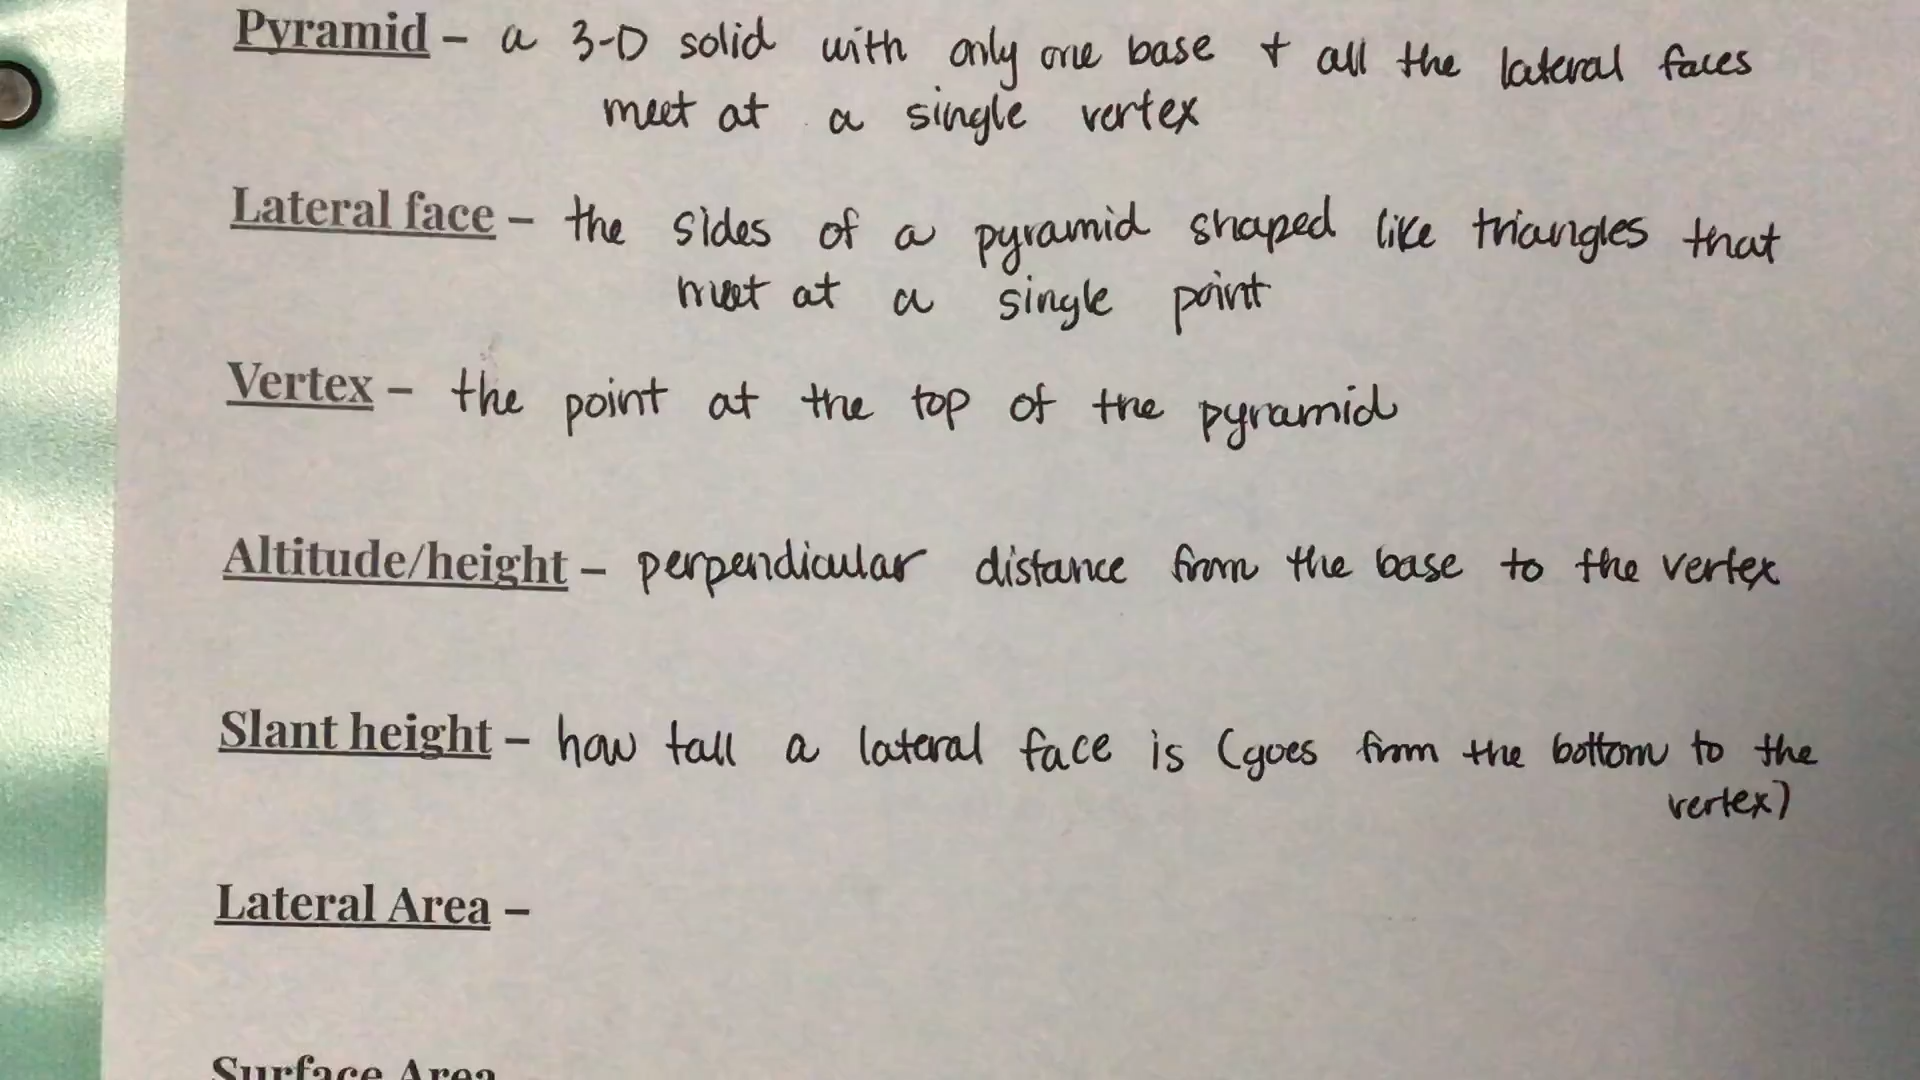 Pyramid – a 3-D solid with only one base + all the lateral faces
meet at a single vertex
Lateral face – the sides of a pyramid shaped like triangles that
meet at a single point
Vertex – the point at the top of the pyramid
Altitude/height – perpendicular distance from the base to the vertex
Slant height – how tall a lateral face is (goes from the bottom to the
vertex)
Lateral Area –
Surface Area